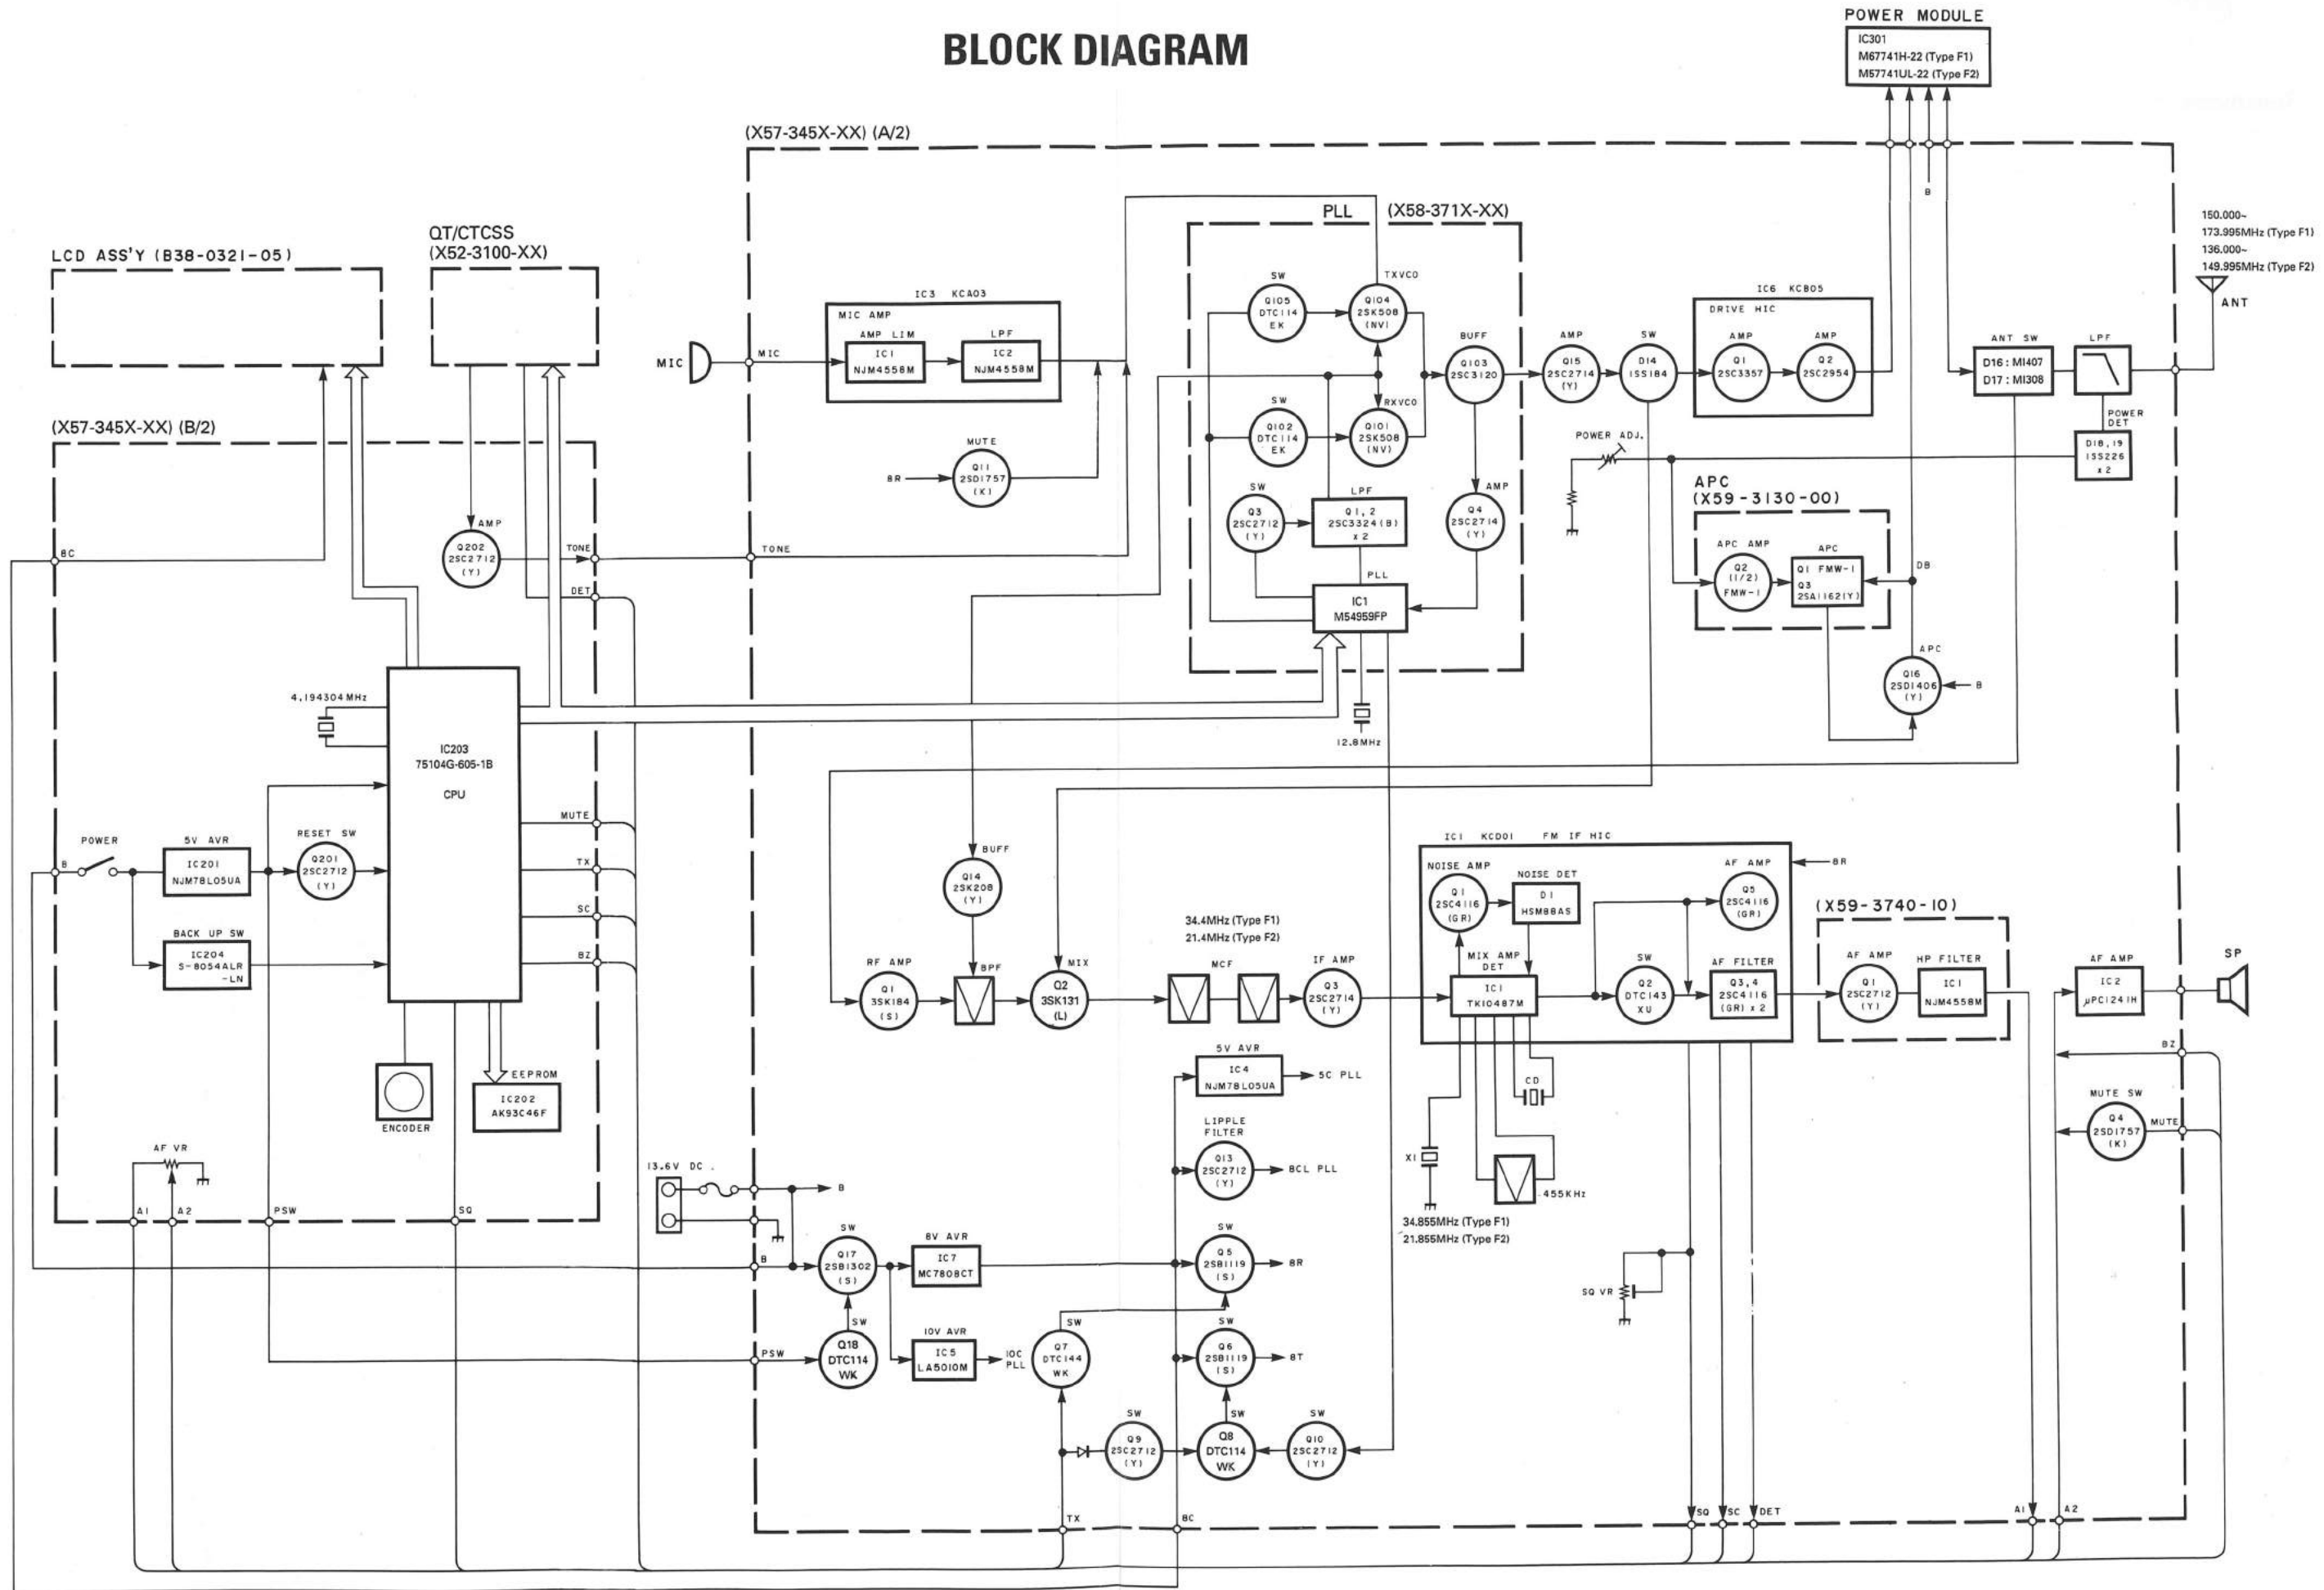 BLOCK DIAGRAM
POWER MODULE
IC301
M67741H-22 (Type F1)
M57741UL-22 (Type F2)
(X57-345X-XX) (A/2)
B
150.000~
173.995MHz (Type F1)
136.000~
149.995MHz (Type F2)
ANT
LCD ASS'Y (B38-0321-05)
QT/CTCSS
(X52-3100-XX)
PLL
(X58-371X-XX)
IC3 KCA03
MIC AMP
AMP LIM
LPF
IC1
NJM4558M
IC2
NJM4558M
MIC
MIC
SW
Q105
DTC114
EK
TXVCO
Q104
2SK508
(NV)
BUFF
Q103
2SC3120
AMP
Q15
2SC2714
(Y)
SW
D14
1SS184
IC6 KCB05
DRIVE HIC
AMP
Q1
2SC3357
AMP
Q2
2SC2954
ANT SW
D16 : MI407
D17 : MI308
LPF
POWER
DET
D18, 19
1SS226
x 2
SW
Q102
DTC114
EK
RXVCO
Q101
2SK508
(NV)
POWER ADJ.
MUTE
8R
Q11
2SD1757
(K)
SW
Q3
2SC2712
(Y)
LPF
Q1, 2
2SC3324(B)
x 2
AMP
Q4
2SC2714
(Y)
PLL
IC1
M54959FP
APC
(X59-3130-00)
APC AMP
Q2
(1/2)
FMW-1
APC
Q1 FMW-1
Q3
2SA1162(Y)
DB
APC
Q16
2SD1406
(Y)
B
12.8MHz
(X57-345X-XX) (B/2)
8C
AMP
Q202
2SC2712
(Y)
TONE
TONE
DET
4.194304MHz
IC203
75104G-605-1B
CPU
POWER
B
5V AVR
IC201
NJM78L05UA
RESET SW
Q201
2SC2712
(Y)
BACK UP SW
IC204
S-8054ALR
-LN
MUTE
TX
SC
BZ
ENCODER
EEPROM
IC202
AK93C46F
AF VR
A1
A2
PSW
SQ
BUFF
Q14
2SK208
(Y)
RF AMP
Q1
3SK184
(S)
BPF
MIX
Q2
3SK131
(L)
34.4MHz (Type F1)
21.4MHz (Type F2)
MCF
IF AMP
Q3
2SC2714
(Y)
IC1 KCD01 FM IF HIC
NOISE AMP
Q1
2SC4116
(GR)
NOISE DET
D1
HSM88AS
AF AMP
Q5
2SC4116
(GR)
8R
MIX AMP
DET
IC1
TK10487M
SW
Q2
DTC143
XU
AF FILTER
Q3, 4
2SC4116
(GR) x 2
(X59-3740-10)
AF AMP
Q1
2SC2712
(Y)
HP FILTER
IC1
NJM4558M
AF AMP
IC2
μPC1241H
SP
BZ
MUTE SW
Q4
2SD1757
(K)
MUTE
CD
X1
455KHz
34.855MHz (Type F1)
21.855MHz (Type F2)
SQ VR
5V AVR
IC4
NJM78L05UA
5C PLL
LIPPLE
FILTER
Q13
2SC2712
(Y)
8CL PLL
13.6V DC
B
B
SW
Q17
2SB1302
(S)
8V AVR
IC7
MC7808CT
SW
Q5
2SB1119
(S)
8R
PSW
SW
Q18
DTC114
WK
10V AVR
IC5
LA5010M
10C
PLL
SW
Q7
DTC144
WK
SW
Q6
2SB1119
(S)
8T
SW
Q9
2SC2712
(Y)
SW
Q8
DTC114
WK
SW
Q10
2SC2712
(Y)
TX
8C
SQ
SC
DET
A1
A2